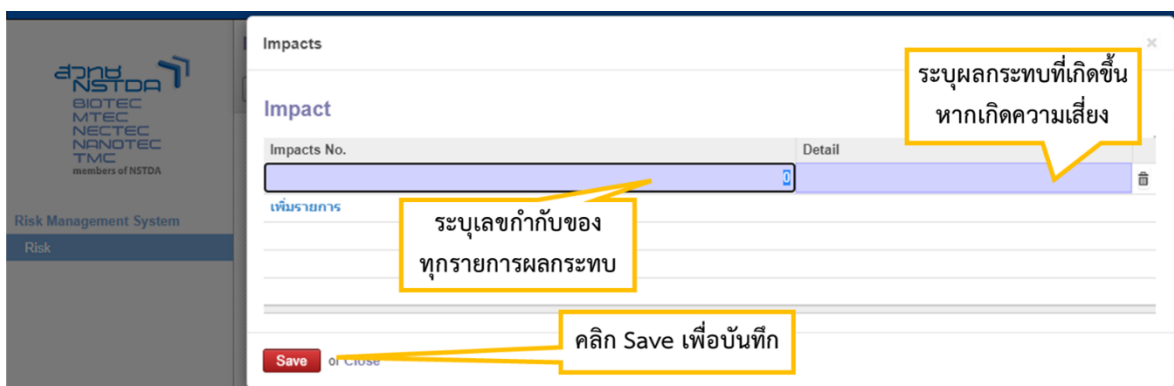 สวทช
NSTDA
BIOTEC
MTEC
NECTEC
NANOTEC
TMC
members of NSTDA
Risk Management System
Risk
Impacts
×
Impact
Impacts No.
Detail
0
เพิ่มรายการ
ระบุผลกระทบที่เกิดขึ้น
หากเกิดความเสี่ยง
ระบุเลขกำกับของ
ทุกรายการผลกระทบ
คลิก Save เพื่อบันทึก
Save or Close